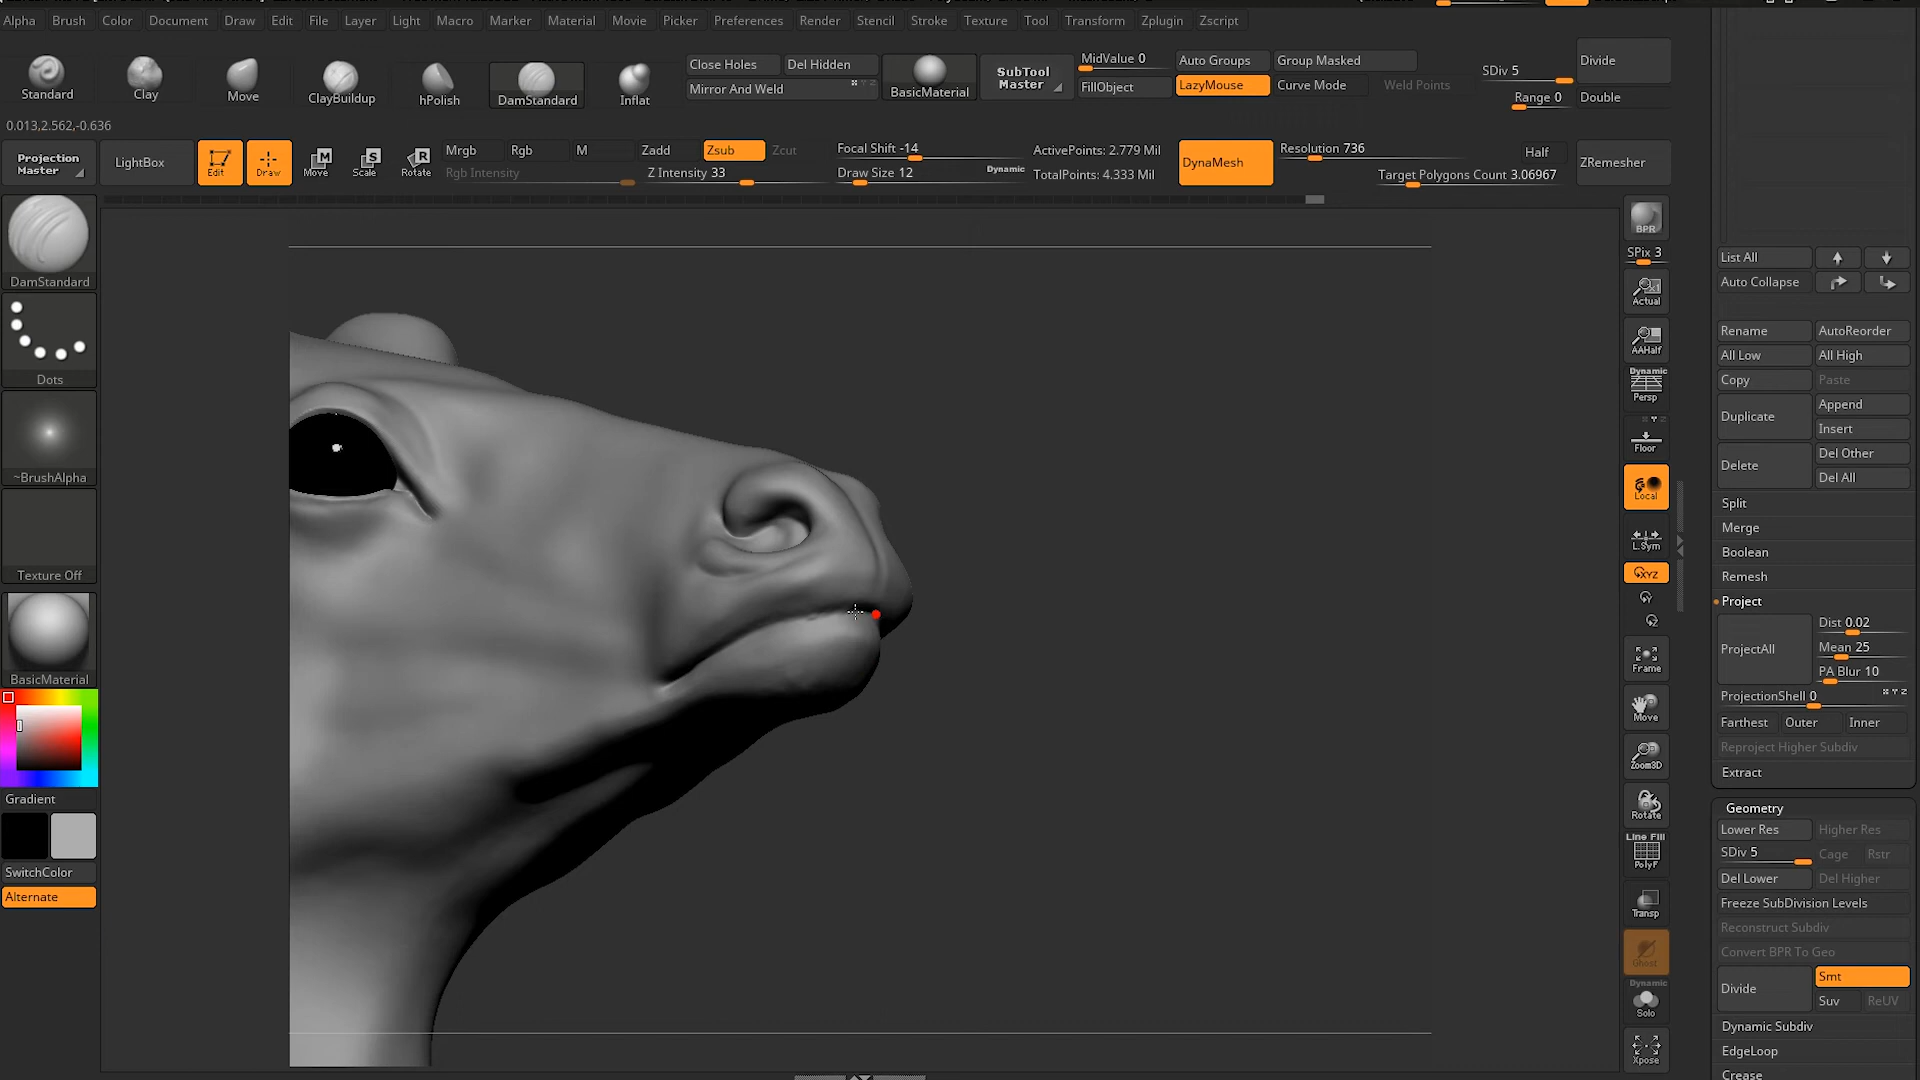 Alpha Brush Color Document Draw Edit File Layer Light Macro Marker Material Movie Picker Preferences Render Stencil Stroke Texture Tool Transform Zplugin Zscript
Standard
Clay
Move
ClayBuildup
hPolish
DamStandard
Inflat
Close Holes Del Hidden
Mirror And Weld
BasicMaterial
SubTool
Master
MidValue 0
FillObject
Auto Groups Group Masked
LazyMouse Curve Mode Weld Points
SDiv 5
Range 0
Divide
Double
0.013,2.562,-0.636
Projection
Master
LightBox
Edit
Draw
Move
Scale
Rotate
Mrgb Rgb M
Rgb Intensity
Zadd Zsub Zcut
Z Intensity 33
Focal Shift -14
Draw Size 12
Dynamic
ActivePoints: 2.779 Mil
TotalPoints: 4.333 Mil
DynaMesh
Resolution 736
Half
Target Polygons Count 3.06967
ZRemesher
DamStandard
Dots
~BrushAlpha
Texture Off
BasicMaterial
Gradient
SwitchColor
Alternate
BPR
SPix 3
Actual
AAHalf
Dynamic
Persp
Floor
Local
L.Sym
XYZ
Frame
Move
Zoom3D
Rotate
Line Fill
PolyF
Transp
Ghost
Dynamic
Solo
Xpose
List All
Auto Collapse
Rename AutoReorder
All Low All High
Copy Paste
Duplicate Append
Insert
Delete Del Other
Del All
Split
Merge
Boolean
Remesh
Project
ProjectAll
Dist 0.02
Mean 25
PA Blur 10
ProjectionShell 0
Farthest Outer Inner
Reproject Higher Subdiv
Extract
Geometry
Lower Res Higher Res
SDiv 5 Cage Rstr
Del Lower Del Higher
Freeze SubDivision Levels
Reconstruct Subdiv
Convert BPR To Geo
Divide
Smt
Suv ReUV
Dynamic Subdiv
EdgeLoop
Crease